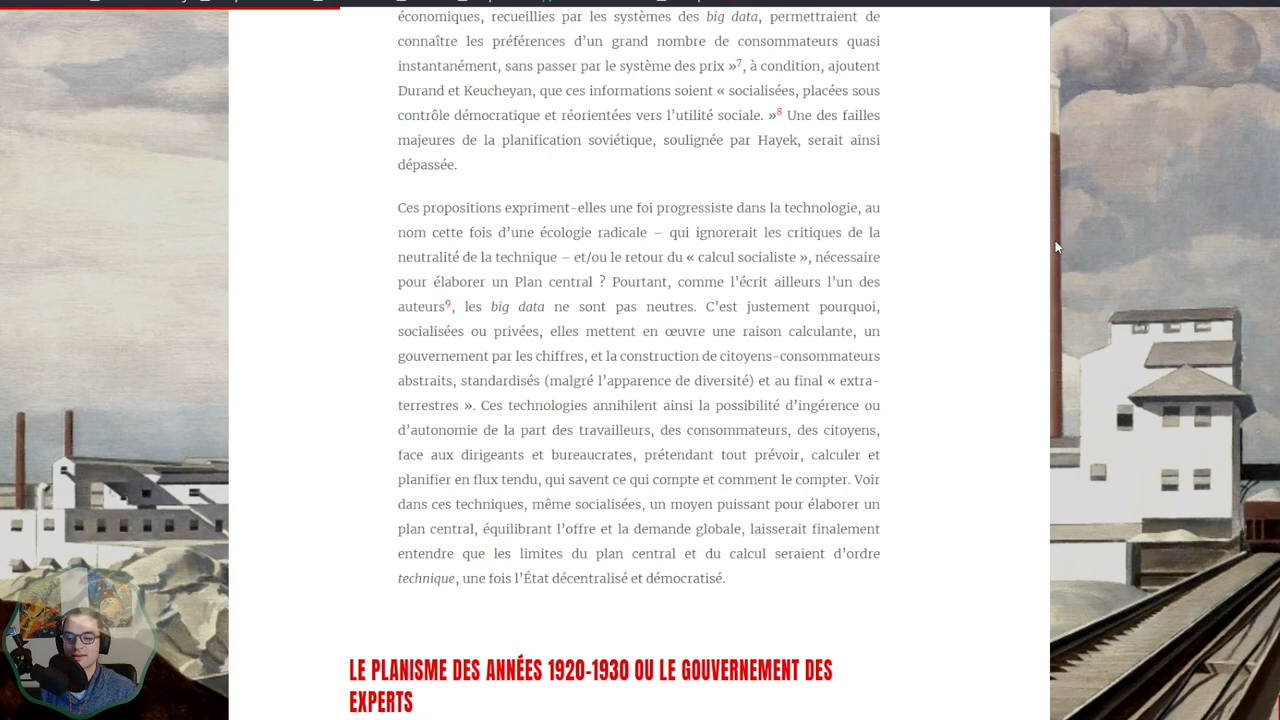 économiques, recueillies par les systèmes des big data, permettraient de
connaître les préférences d’un grand nombre de consommateurs quasi
instantanément, sans passer par le système des prix »7, à condition, ajoutent
Durand et Keucheyan, que ces informations soient « socialisées, placées sous
contrôle démocratique et réorientées vers l’utilité sociale. »8 Une des failles
majeures de la planification soviétique, soulignée par Hayek, serait ainsi
dépassée.
Ces propositions expriment-elles une foi progressiste dans la technologie, au
nom cette fois d’une écologie radicale – qui ignorerait les critiques de la
neutralité de la technique – et/ou le retour du « calcul socialiste », nécessaire
pour élaborer un Plan central ? Pourtant, comme l’écrit ailleurs l’un des
auteurs9, les big data ne sont pas neutres. C’est justement pourquoi,
socialisées ou privées, elles mettent en œuvre une raison calculante, un
gouvernement par les chiffres, et la construction de citoyens-consommateurs
abstraits, standardisés (malgré l’apparence de diversité) et au final « extra-
terrestres ». Ces technologies annihilent ainsi la possibilité d’ingérence ou
d’autonomie de la part des travailleurs, des consommateurs, des citoyens,
face aux dirigeants et bureaucrates, prétendant tout prévoir, calculer et
planifier en flux tendu, qui savent ce qui compte et comment le compter. Voir
dans ces techniques, même socialisées, un moyen puissant pour élaborer un
plan central, équilibrant l’offre et la demande globale, laisserait finalement
entendre que les limites du plan central et du calcul seraient d’ordre
technique, une fois l’État décentralisé et démocratisé.
LE PLANISME DES ANNÉES 1920-1930 OU LE GOUVERNEMENT DES
EXPERTS